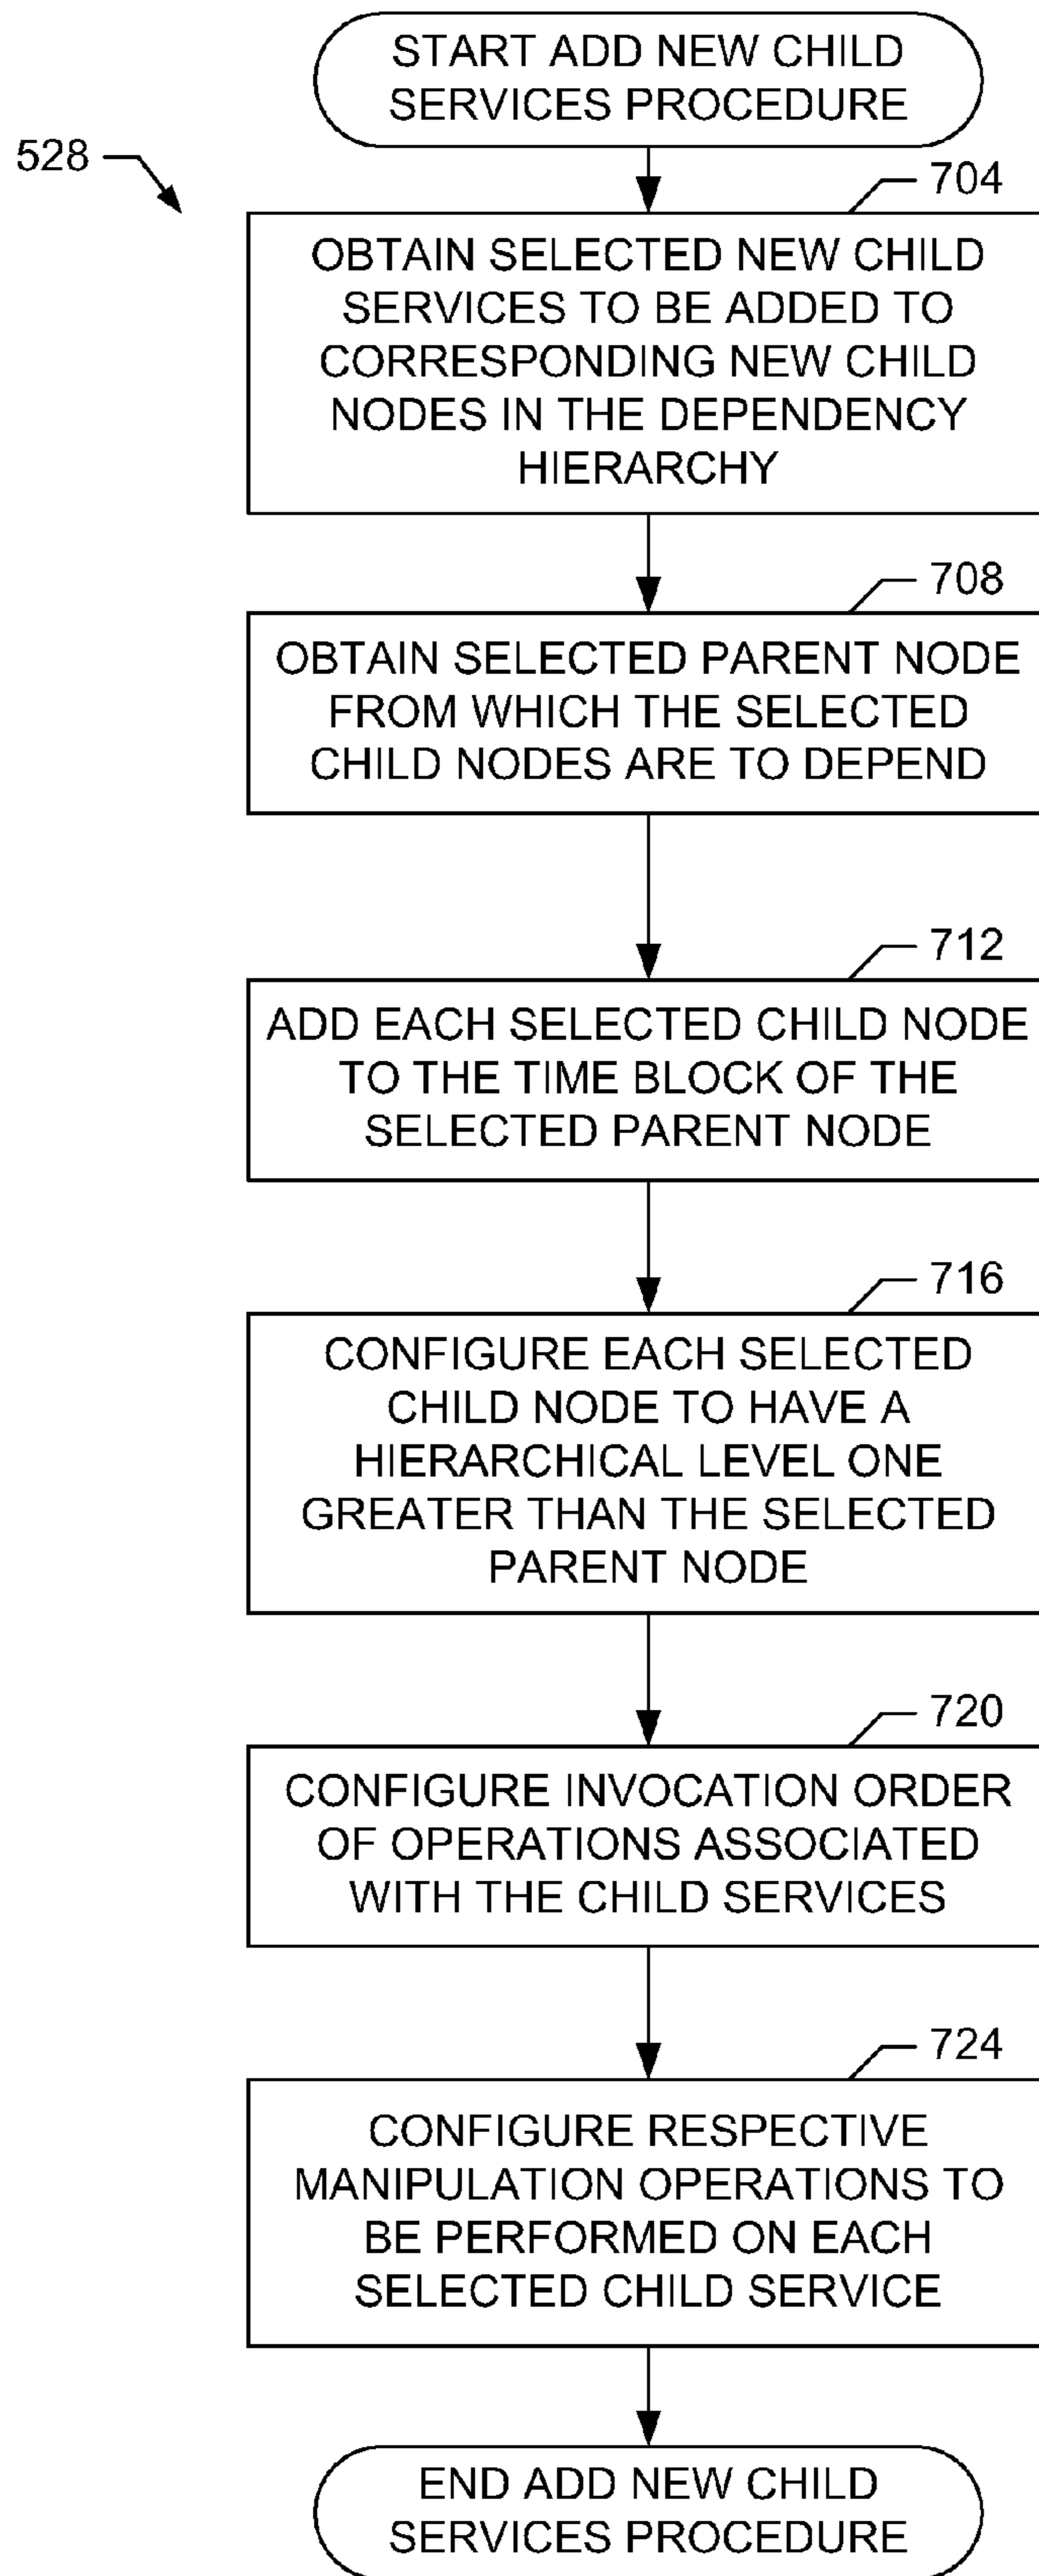 START ADD NEW CHILD
SERVICES PROCEDURE
528
704
OBTAIN SELECTED NEW CHILD
SERVICES TO BE ADDED TO
CORRESPONDING NEW CHILD
NODES IN THE DEPENDENCY
HIERARCHY
708
OBTAIN SELECTED PARENT NODE
FROM WHICH THE SELECTED
CHILD NODES ARE TO DEPEND
712
ADD EACH SELECTED CHILD NODE
TO THE TIME BLOCK OF THE
SELECTED PARENT NODE
716
CONFIGURE EACH SELECTED
CHILD NODE TO HAVE A
HIERARCHICAL LEVEL ONE
GREATER THAN THE SELECTED
PARENT NODE
720
CONFIGURE INVOCATION ORDER
OF OPERATIONS ASSOCIATED
WITH THE CHILD SERVICES
724
CONFIGURE RESPECTIVE
MANIPULATION OPERATIONS TO
BE PERFORMED ON EACH
SELECTED CHILD SERVICE
END ADD NEW CHILD
SERVICES PROCEDURE